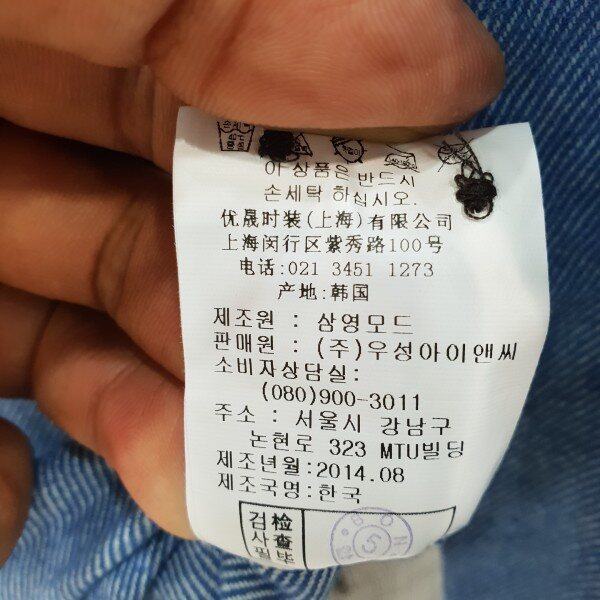 이 상품은 반드시
손세탁 하십시오.
优晟时装(上海)有限公司
上海闵行区紫秀路100号
电话:021 3451 1273
产地:韩国
제조원 : 삼영모드
판매원 : (주)우성아이앤씨
소비자상담실:
(080)900-3011
주소 : 서울시 강남구
논현로 323 MTU빌딩
제조년월:2014.08
제조국명:한국
검检
사查
필毕
5